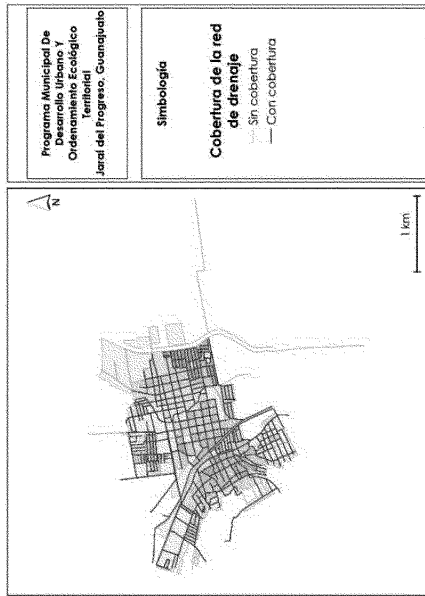 Programa Municipal De
Desarrollo Urbano Y
Ordenamiento Ecológico
Territorial
Jaral del Progreso, Guanajuato
Simbología
Cobertura de la red
de drenaje
Sin cobertura
Con cobertura
N
1 km